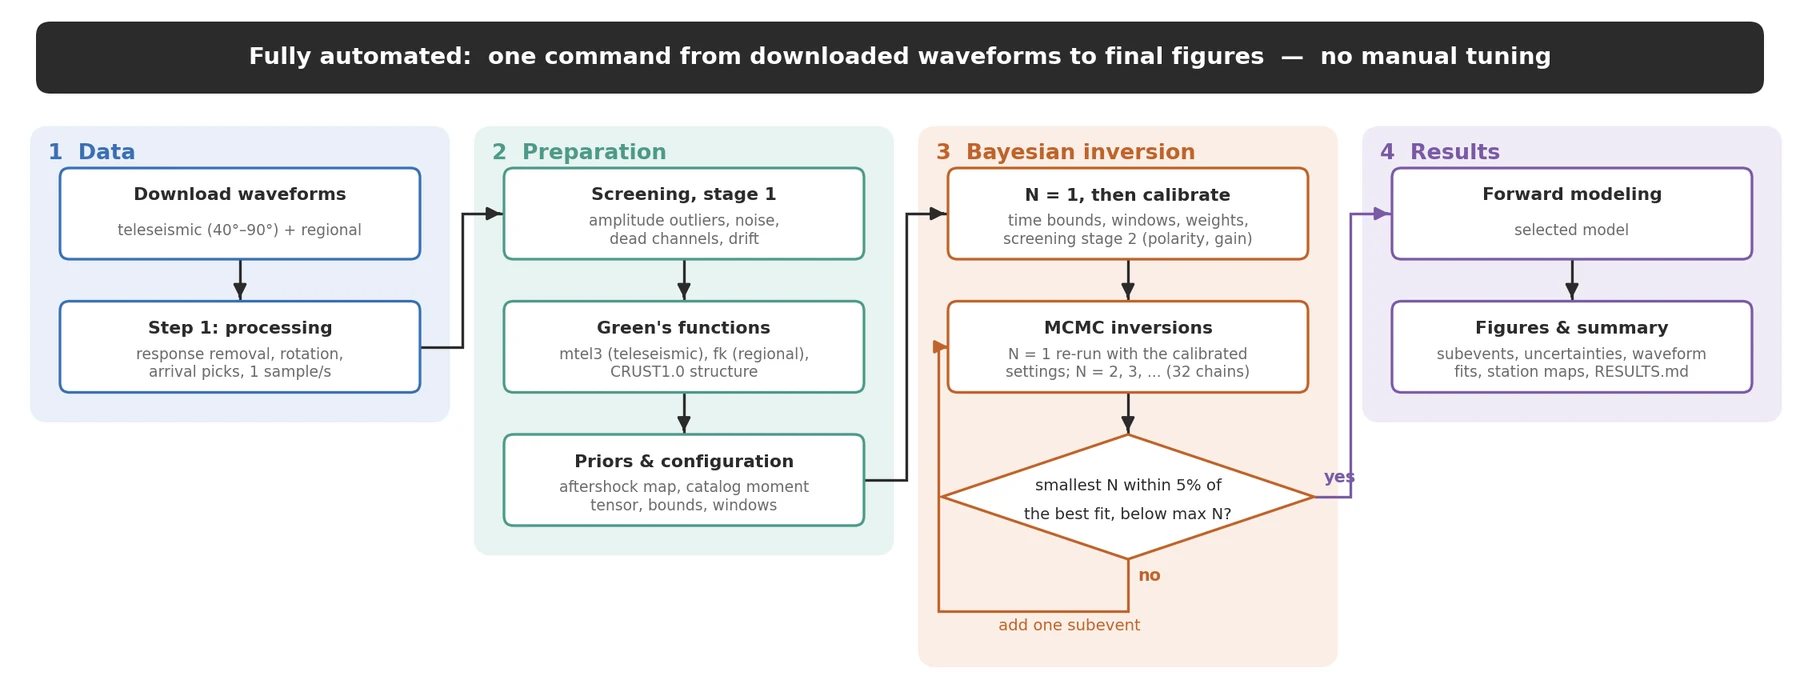 Fully automated:  one command from downloaded waveforms to final figures  —  no manual tuning
1  Data
Download waveforms
teleseismic (40°–90°) + regional
Step 1: processing
response removal, rotation,
arrival picks, 1 sample/s
2  Preparation
Screening, stage 1
amplitude outliers, noise,
dead channels, drift
Green's functions
mtel3 (teleseismic), fk (regional),
CRUST1.0 structure
Priors & configuration
aftershock map, catalog moment
tensor, bounds, windows
3  Bayesian inversion
N = 1, then calibrate
time bounds, windows, weights,
screening stage 2 (polarity, gain)
MCMC inversions
N = 1 re-run with the calibrated
settings; N = 2, 3, ... (32 chains)
smallest N within 5% of
the best fit, below max N?
yes
no
add one subevent
4  Results
Forward modeling
selected model
Figures & summary
subevents, uncertainties, waveform
fits, station maps, RESULTS.md